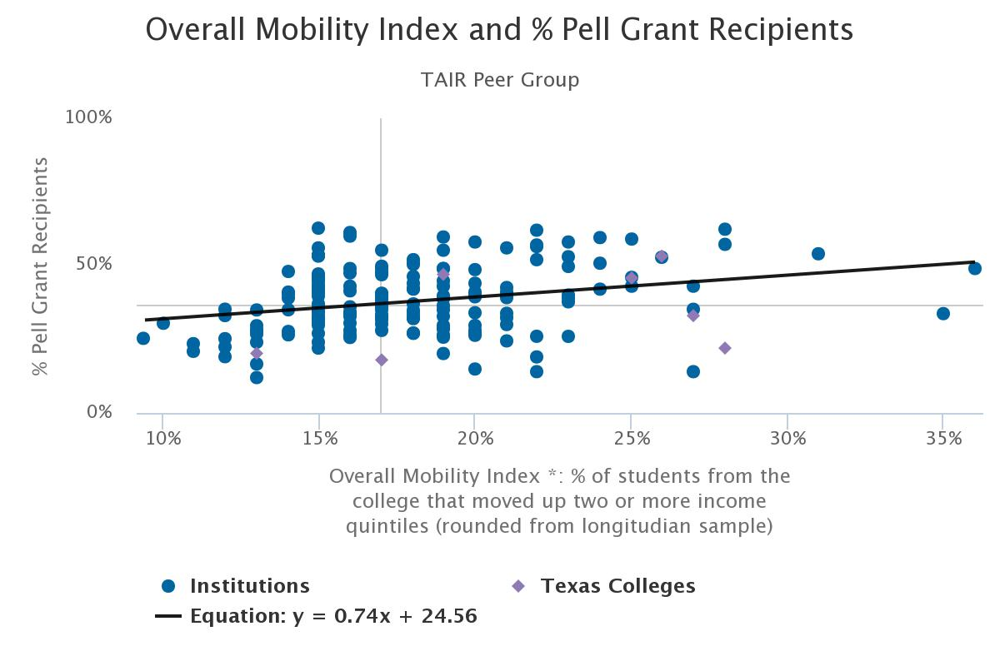 Overall Mobility Index and % Pell Grant Recipients
TAIR Peer Group
% Pell Grant Recipients
100%
50%
0%
10%
15%
20%
25%
30%
35%
Overall Mobility Index *: % of students from the
college that moved up two or more income
quintiles (rounded from longitudian sample)
Institutions
Texas Colleges
Equation: y = 0.74x + 24.56